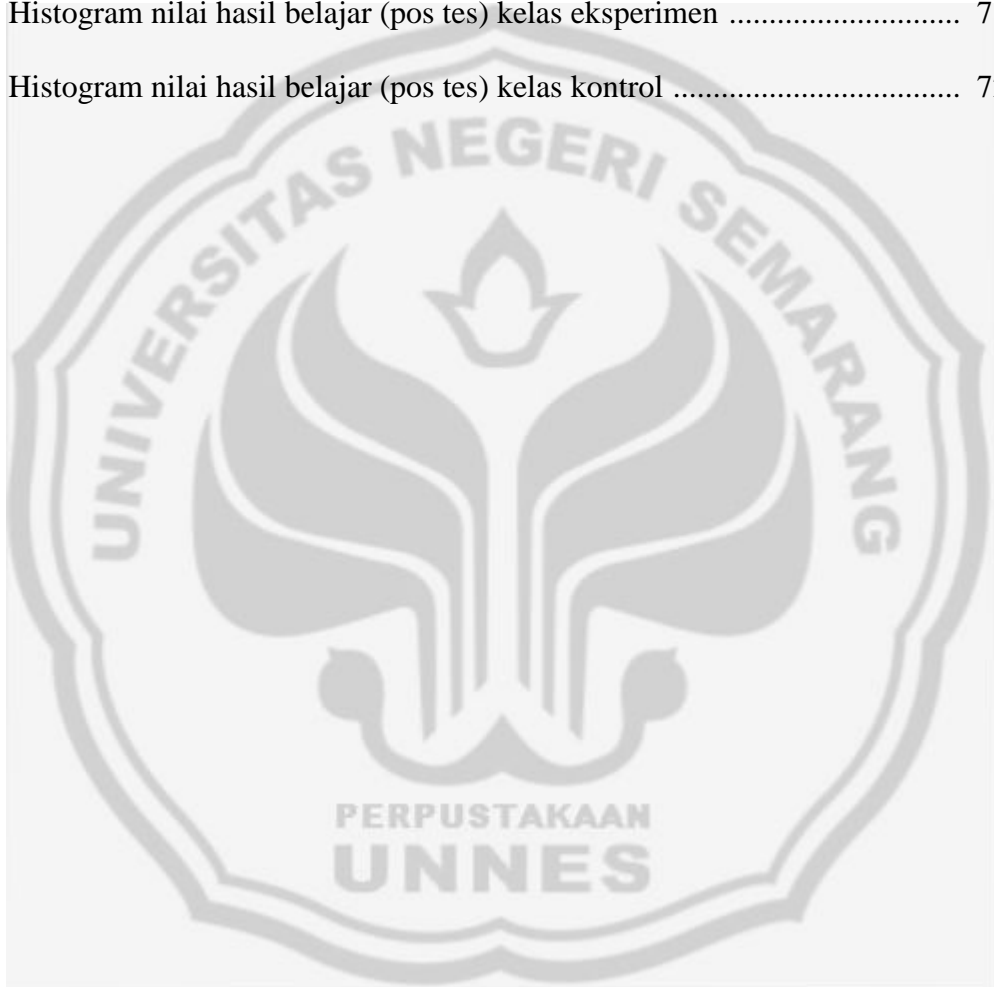 Histogram nilai hasil belajar (pos tes) kelas eksperimen ............................ 7
Histogram nilai hasil belajar (pos tes) kelas kontrol .................................. 7
UNIVERSITAS NEGERI SEMARANG
PERPUSTAKAAN
UNNES